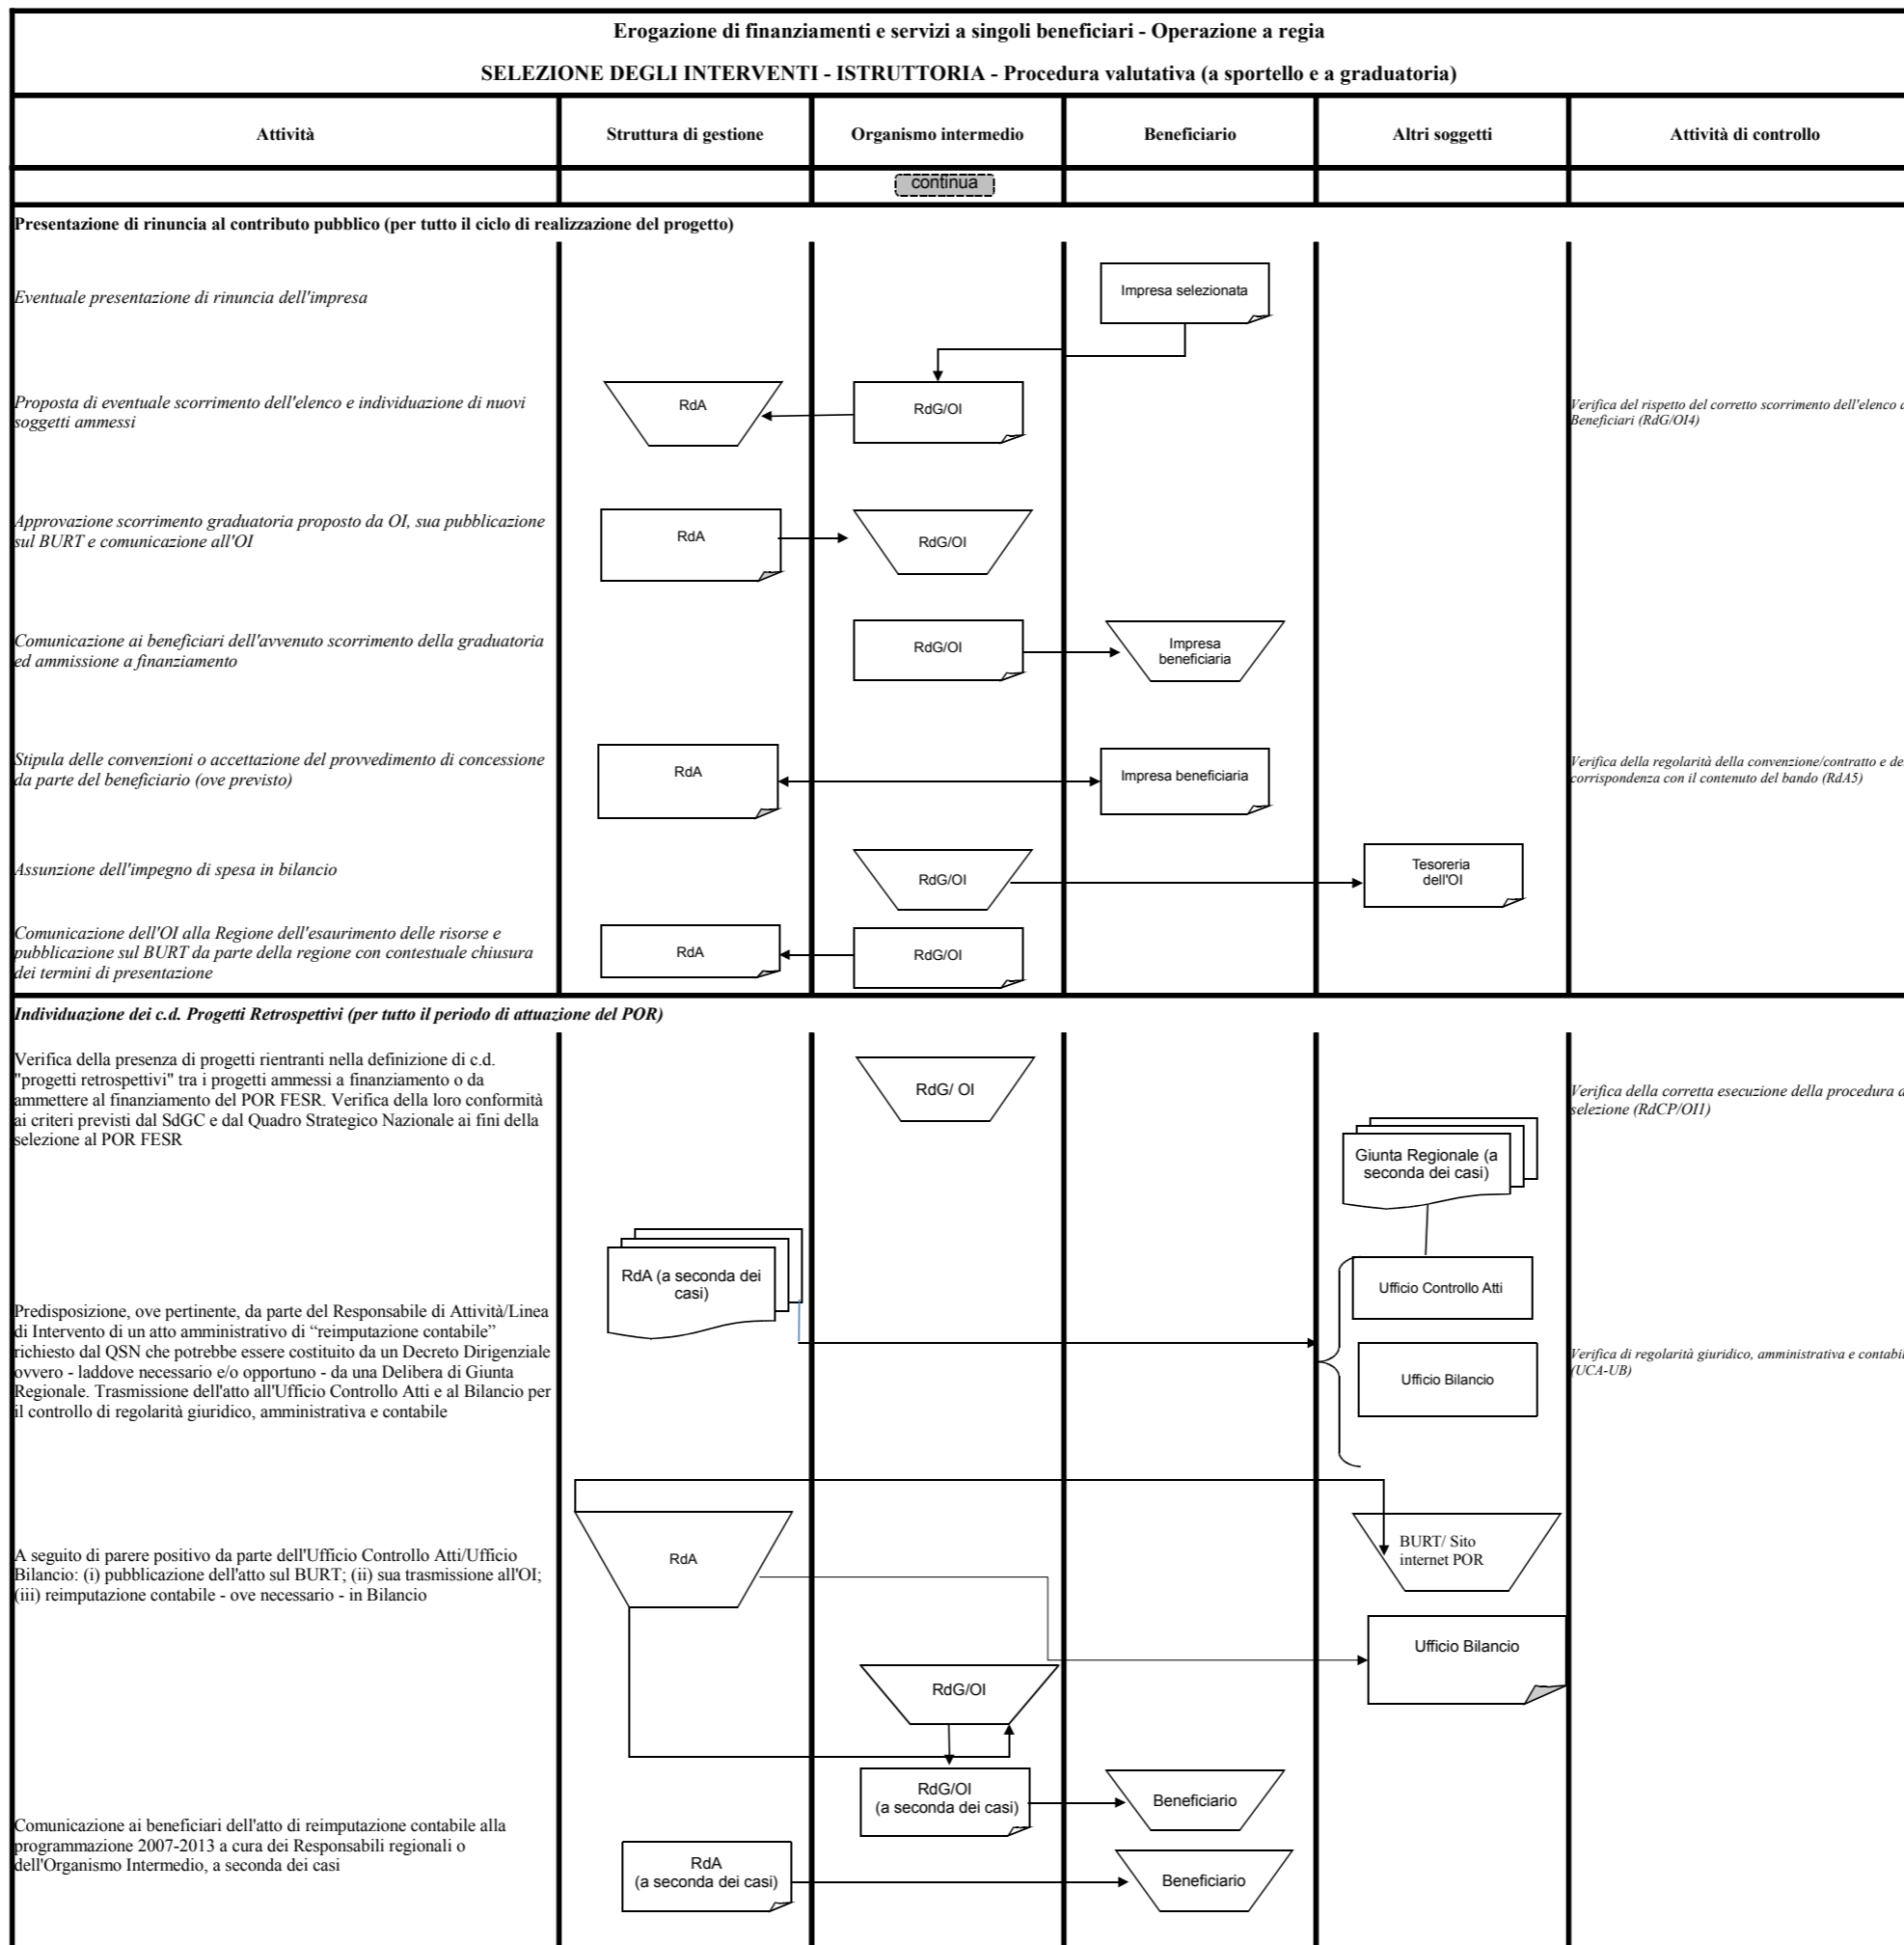 Erogazione di finanziamenti e servizi a singoli beneficiari - Operazione a regia
SELEZIONE DEGLI INTERVENTI - ISTRUTTORIA - Procedura valutativa (a sportello e a graduatoria)
Attività
Struttura di gestione
Organismo intermedio
Beneficiario
Altri soggetti
Attività di controllo
continua
Presentazione di rinuncia al contributo pubblico (per tutto il ciclo di realizzazione del progetto)
Eventuale presentazione di rinuncia dell'impresa
Impresa selezionata
Proposta di eventuale scorrimento dell'elenco e individuazione di nuovi
soggetti ammessi
RdA
RdG/OI
Verifica del rispetto del corretto scorrimento dell'elenco
Beneficiari (RdG/OI4)
Approvazione scorrimento graduatoria proposto da OI, sua pubblicazione
sul BURT e comunicazione all'OI
RdA
RdG/OI
Comunicazione ai beneficiari dell'avvenuto scorrimento della graduatoria
ed ammissione a finanziamento
RdG/OI
Impresa
beneficiaria
Stipula delle convenzioni o accettazione del provvedimento di concessione
da parte del beneficiario (ove previsto)
RdA
Impresa beneficiaria
Verifica della regolarità della convenzione/contratto e
corrispondenza con il contenuto del bando (RdA5)
Assunzione dell'impegno di spesa in bilancio
RdG/OI
Tesoreria
dell'OI
Comunicazione dell'OI alla Regione dell'esaurimento delle risorse e
pubblicazione sul BURT da parte della regione con contestuale chiusura
dei termini di presentazione
RdA
RdG/OI
Individuazione dei c.d. Progetti Retrospettivi (per tutto il periodo di attuazione del POR)
Verifica della presenza di progetti rientranti nella definizione di c.d.
"progetti retrospettivi" tra i progetti ammessi a finanziamento o da
ammettere al finanziamento del POR FESR. Verifica della loro conformità
ai criteri previsti dal SdGC e dal Quadro Strategico Nazionale ai fini della
selezione al POR FESR
RdG/ OI
Verifica della corretta esecuzione della procedura
selezione (RdCP/OI1)
Giunta Regionale (a
seconda dei casi)
RdA (a seconda dei
casi)
Ufficio Controllo Atti
Predisposizione, ove pertinente, da parte del Responsabile di Attività/Linea
di Intervento di un atto amministrativo di “reimputazione contabile”
richiesto dal QSN che potrebbe essere costituito da un Decreto Dirigenziale
ovvero - laddove necessario e/o opportuno - da una Delibera di Giunta
Regionale. Trasmissione dell'atto all'Ufficio Controllo Atti e al Bilancio per
il controllo di regolarità giuridico, amministrativa e contabile
Ufficio Bilancio
Verifica di regolarità giuridico, amministrativa e
(UCA-UB)
A seguito di parere positivo da parte dell'Ufficio Controllo Atti/Ufficio
Bilancio: (i) pubblicazione dell'atto sul BURT; (ii) sua trasmissione all'OI;
(iii) reimputazione contabile - ove necessario - in Bilancio
RdA
BURT/ Sito
internet POR
Ufficio Bilancio
RdG/OI
RdG/OI
(a seconda dei casi)
Beneficiario
Comunicazione ai beneficiari dell'atto di reimputazione contabile alla
programmazione 2007-2013 a cura dei Responsabili regionali o
dell'Organismo Intermedio, a seconda dei casi
RdA
(a seconda dei casi)
Beneficiario